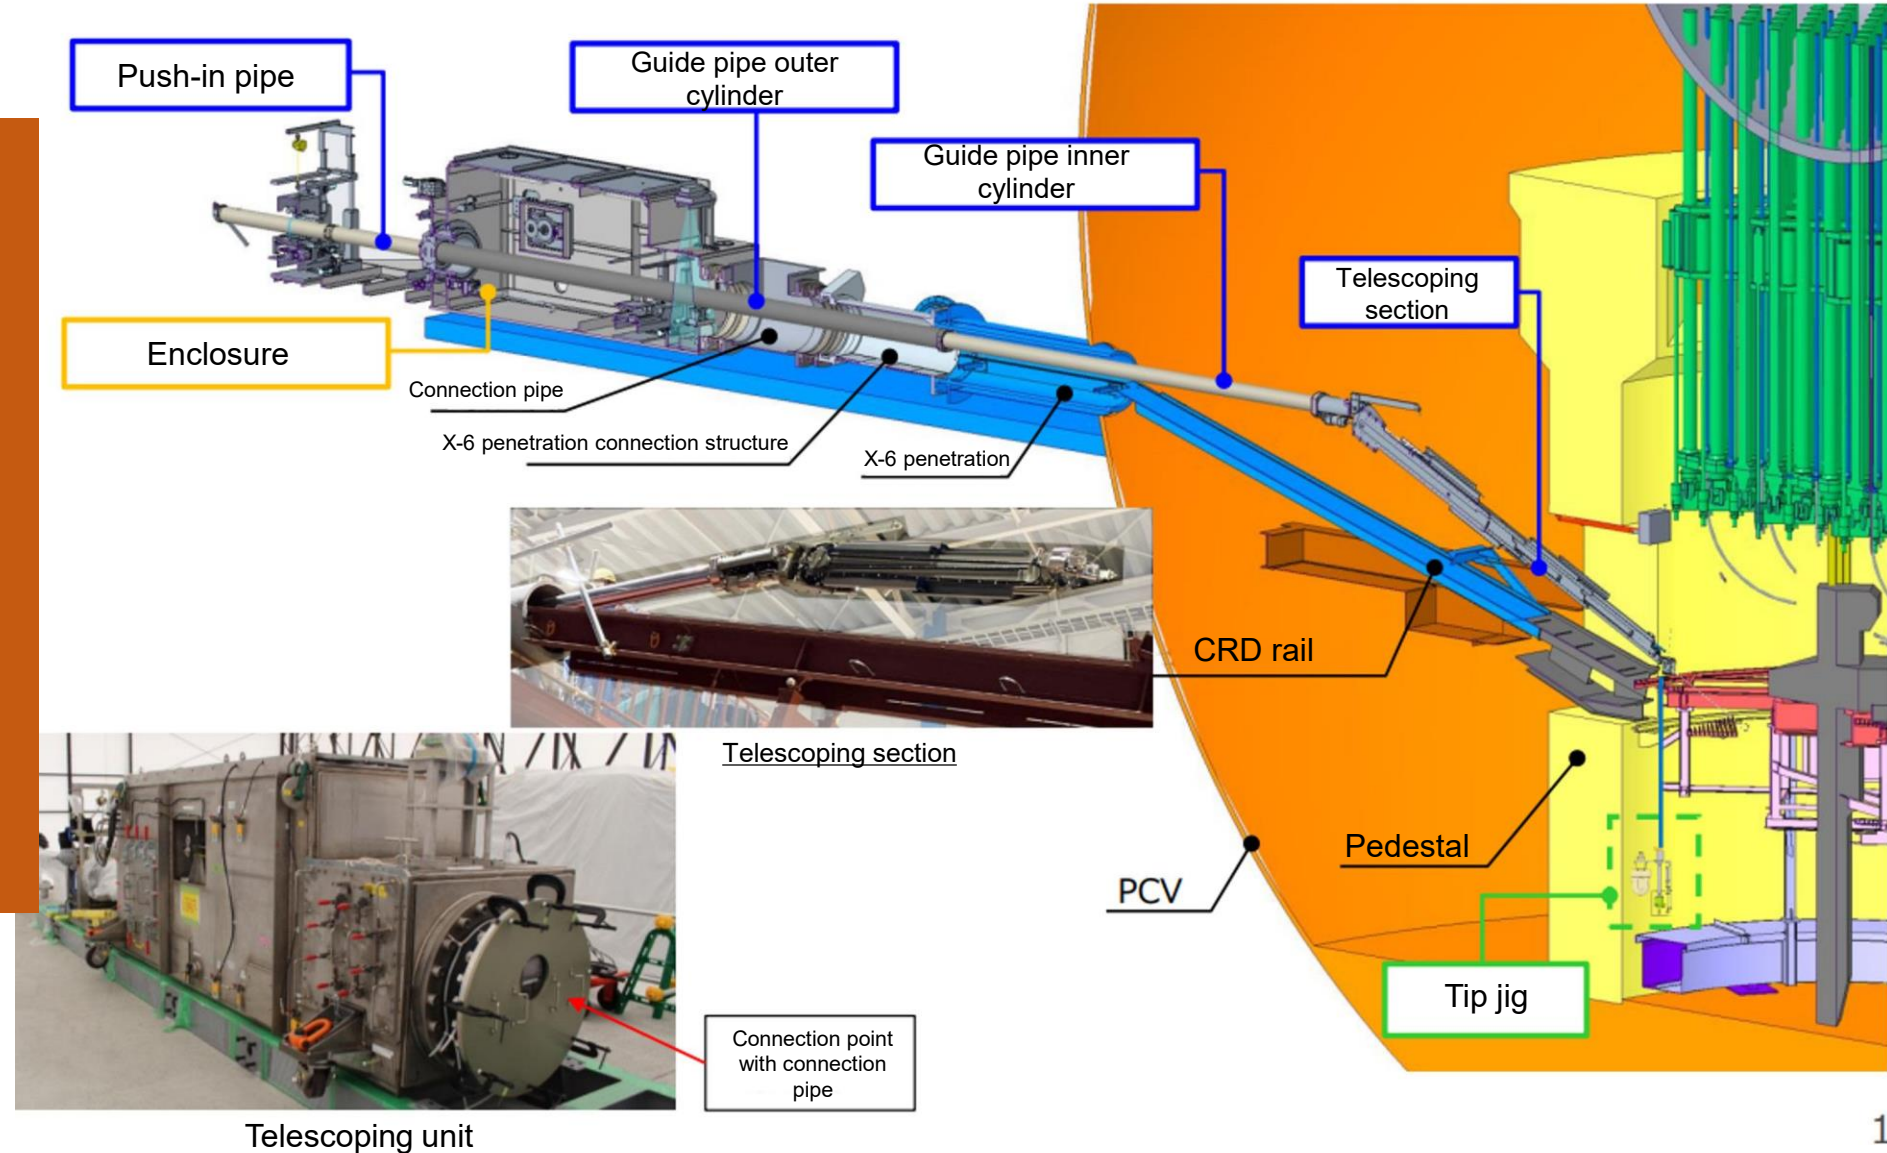 Push-in pipe
Guide pipe outer
cylinder
Guide pipe inner
cylinder
Telescoping
section
Enclosure
Connection pipe
X-6 penetration connection structure
X-6 penetration
CRD rail
Telescoping section
Pedestal
PCV
Tip jig
Connection point
with connection
pipe
Telescoping unit
1